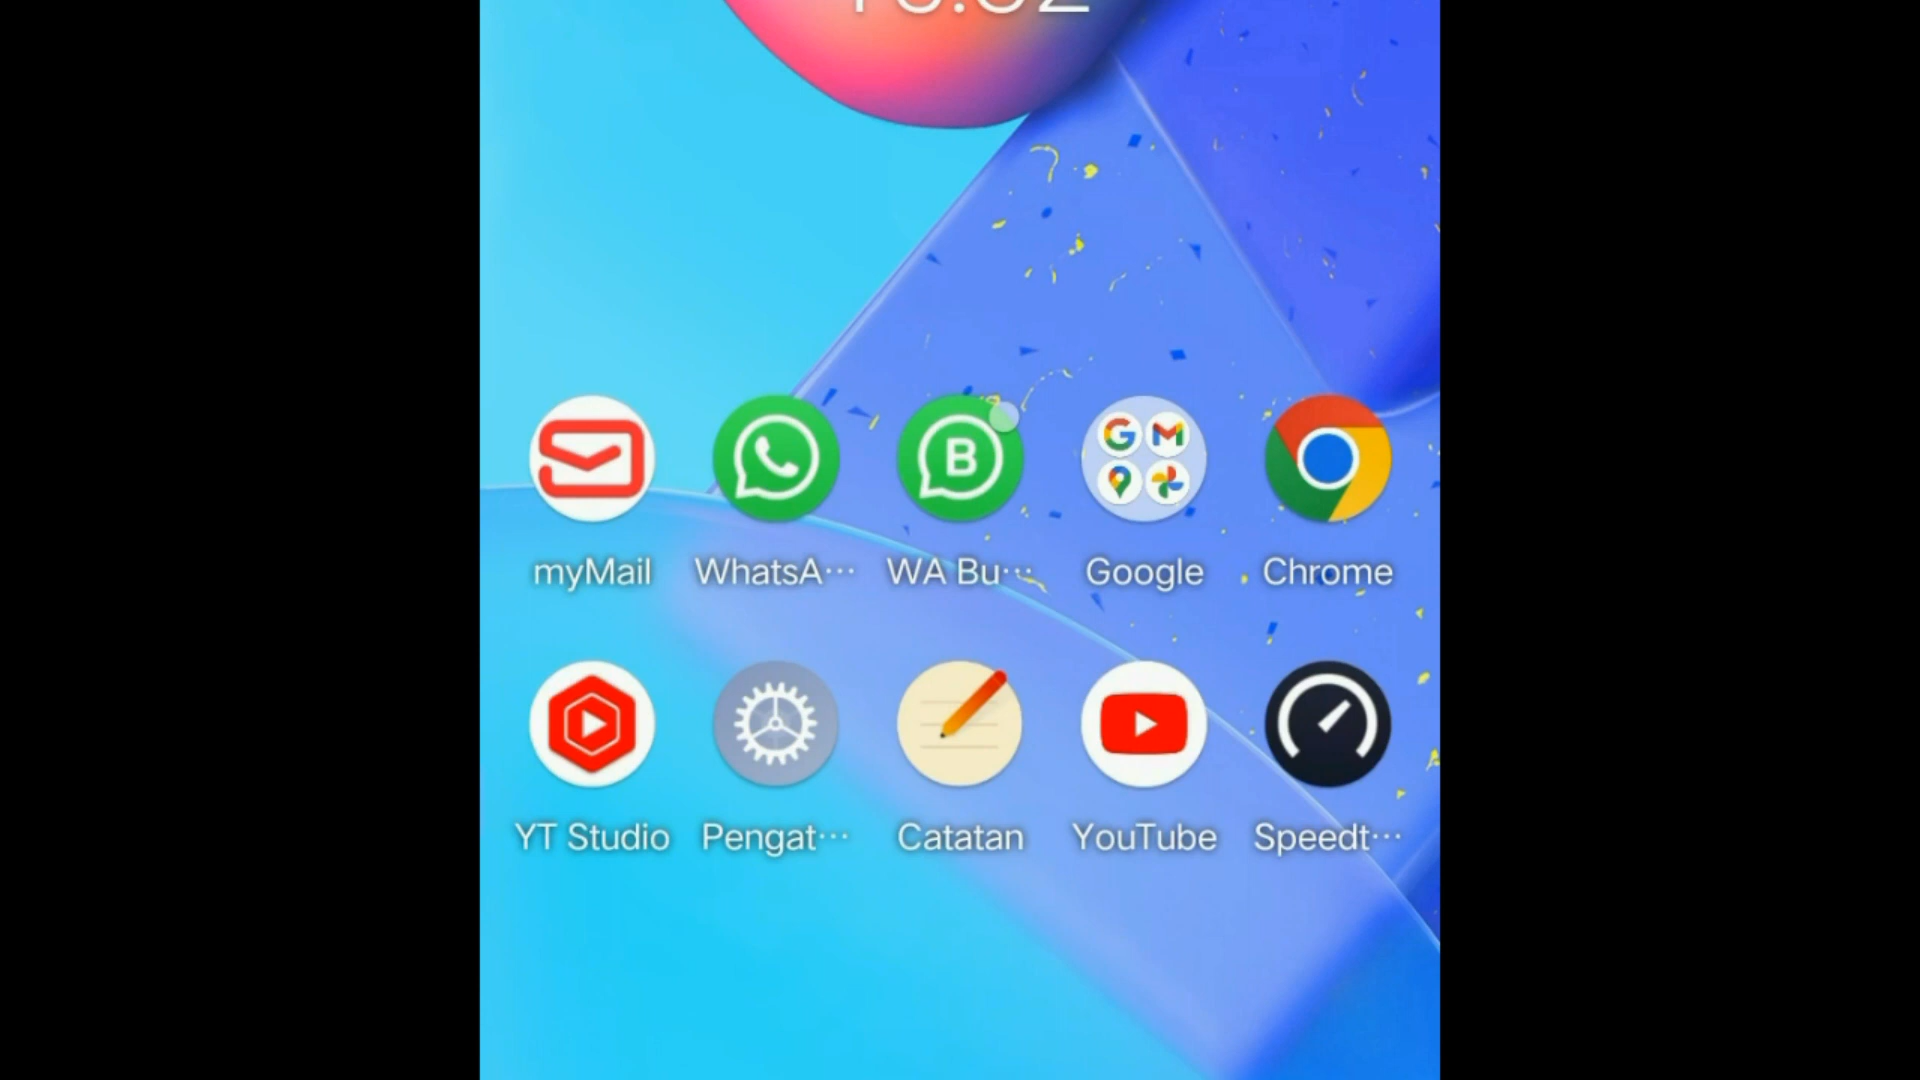 myMail WhatsA··· WA Bu··· Google Chrome
YT Studio Pengat··· Catatan YouTube Speedt···